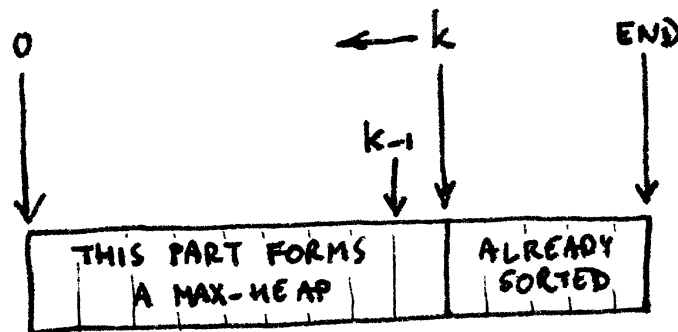 0
k
END
k-1
THIS PART FORMS
A MAX-HEAP
ALREADY
SORTED